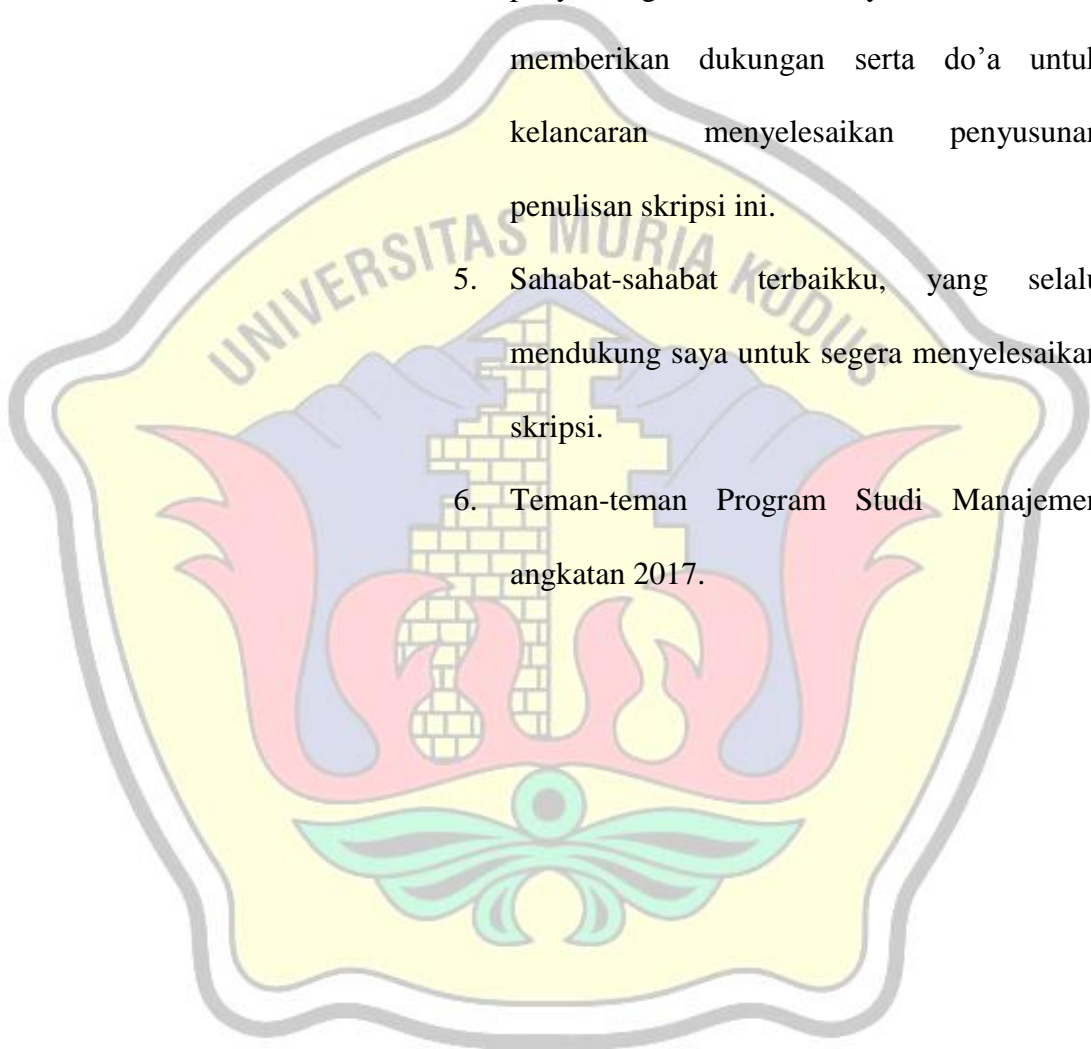 memberikan dukungan serta do’a untuk
kelancaran menyelesaikan penyusunan
penulisan skripsi ini.
UNIVERSITAS MURIA KUDUS
5. Sahabat-sahabat terbaikku, yang selalu
mendukung saya untuk segera menyelesaikan
skripsi.
6. Teman-teman Program Studi Manajemen
angkatan 2017.